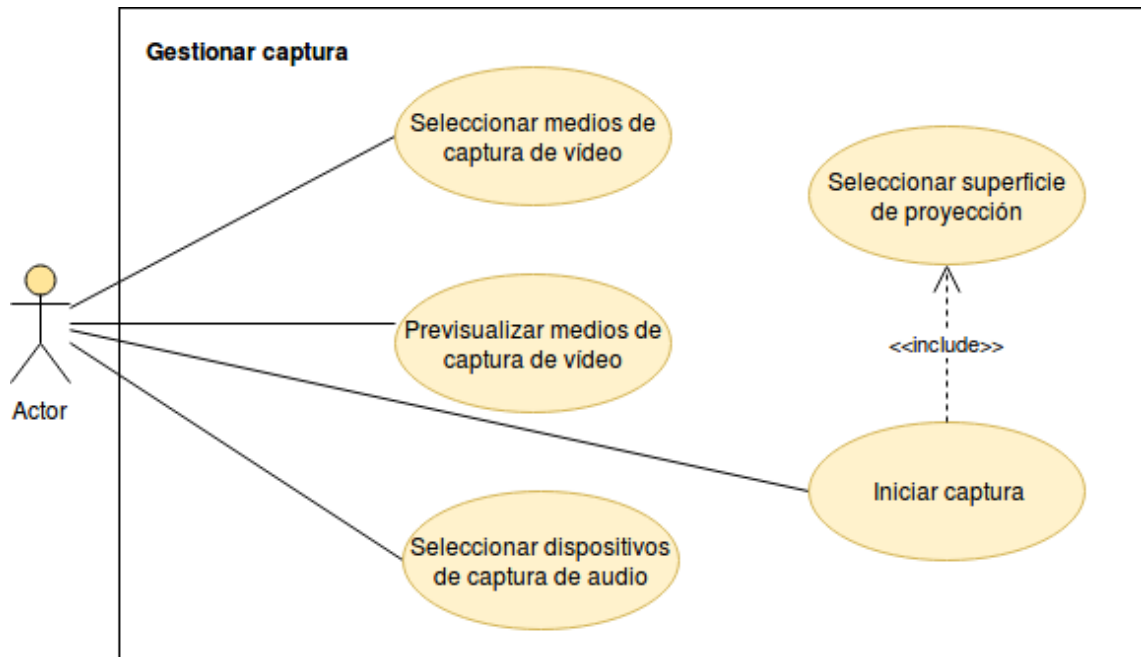 Gestionar captura
Seleccionar medios de
captura de vídeo
Seleccionar superficie
de proyección
Previsualizar medios de
captura de vídeo
<<include>>
Actor
Iniciar captura
Seleccionar dispositivos
de captura de audio